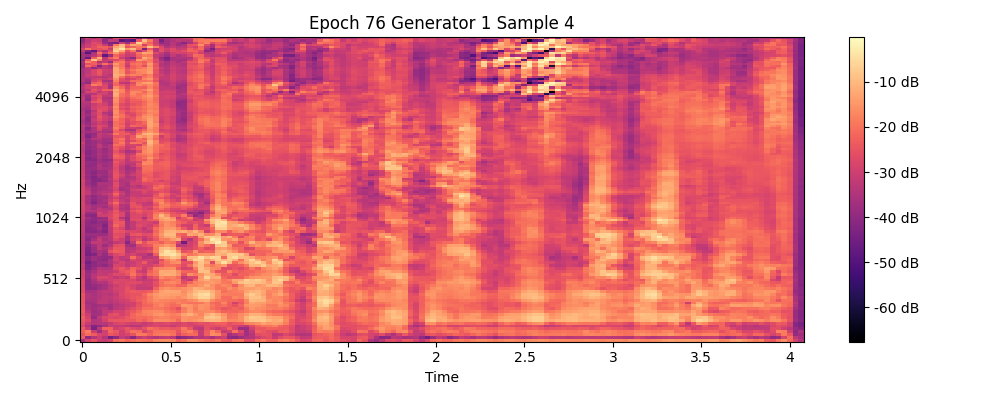 Epoch 76 Generator 1 Sample 4
Hz
4096
2048
1024
512
0
0 0.5 1 1.5 2 2.5 3 3.5 4
Time
-10 dB
-20 dB
-30 dB
-40 dB
-50 dB
-60 dB